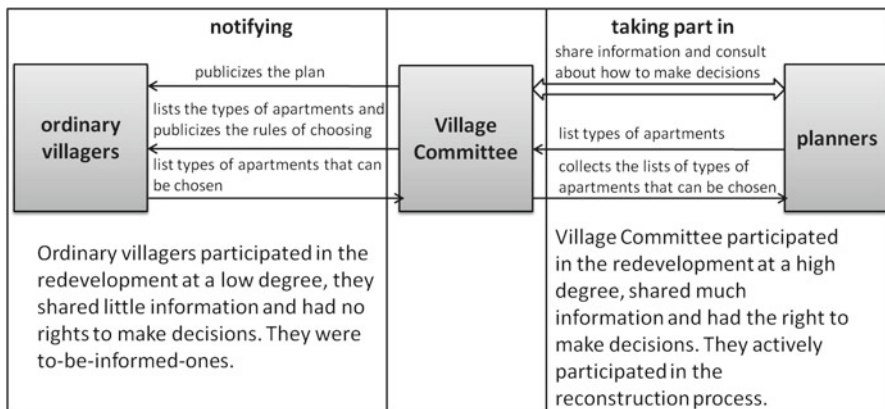 notifying
taking part in
publicizes the plan
lists the types of apartments and
publicizes the rules of choosing
list types of apartments that can
be chosen
ordinary
villagers
Village
Committee
share information and consult
about how to make decisions
list types of apartments
collects the lists of types of
apartments that can be chosen
planners
Ordinary villagers participated in the
redevelopment at a low degree, they
shared little information and had no
rights to make decisions. They were
to-be-informed-ones.
Village Committee participated
in the redevelopment at a high
degree, shared much
information and had the right to
make decisions. They actively
participated in the
reconstruction process.